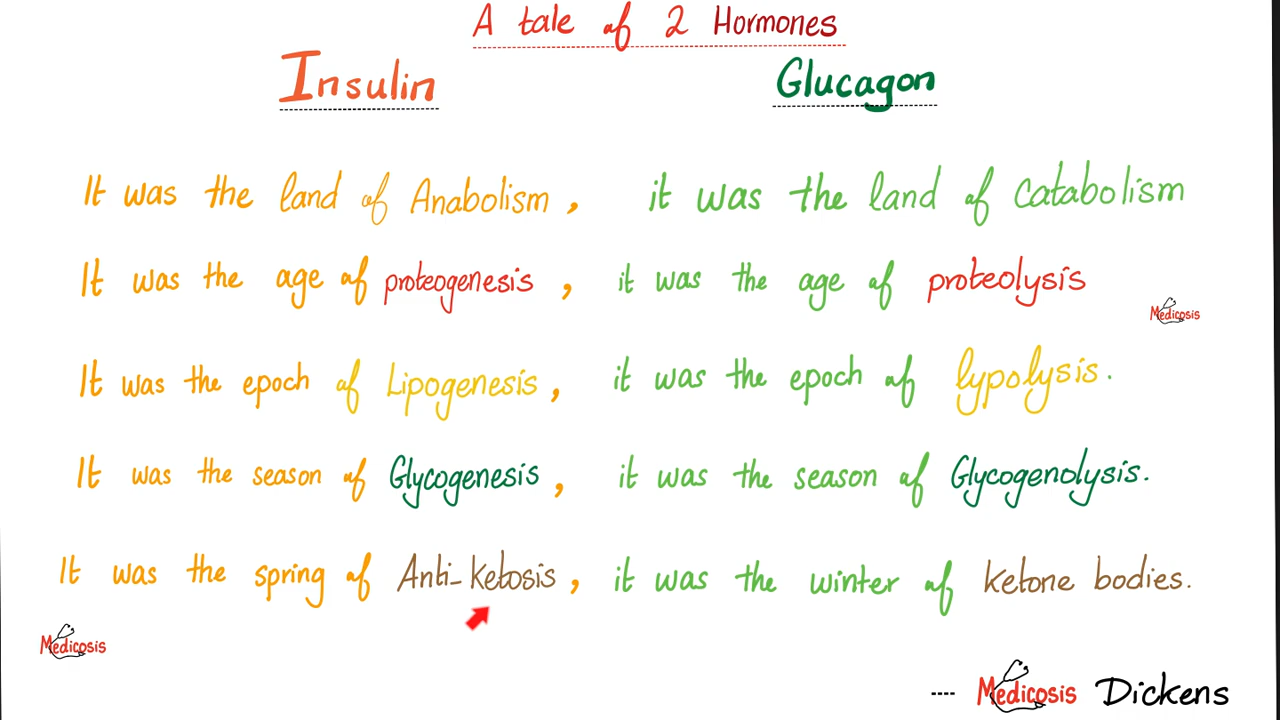 A tale of 2 Hormones
Insulin Glucagon
It was the land of Anabolism, it was the land of Catabolism
It was the age of proteogenesis, it was the age of proteolysis
Medicosis
It was the epoch of Lipogenesis, it was the epoch of lypolysis.
It was the season of Glycogenesis, it was the season of Glycogenolysis.
It was the spring of Anti-ketosis, it was the winter of ketone bodies.
Medicosis
---- Medicosis Dickens